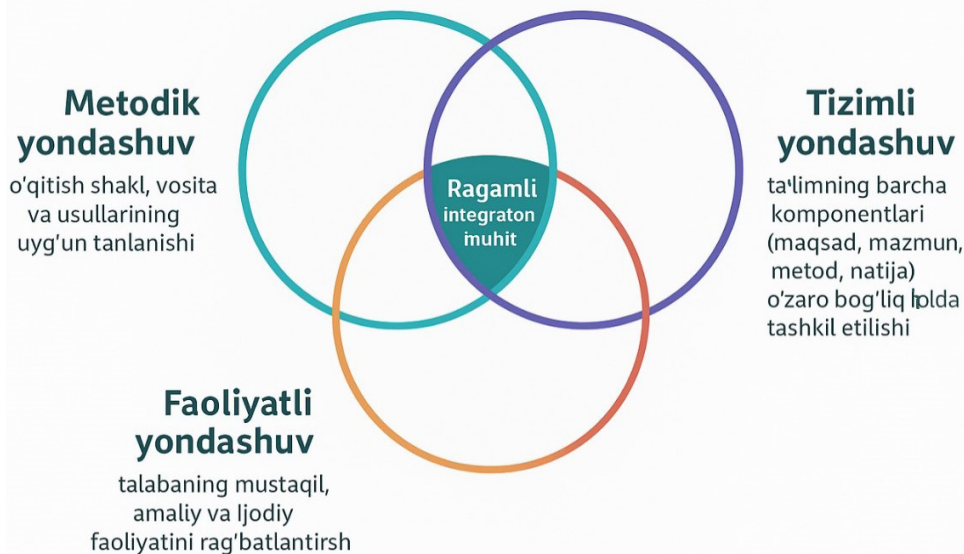 Metodik
yondashuv
o'qitish shakl, vosita
va usullarining
uyg'un tanlanishi
Ragamli
integraton
muhit
Tizimli
yondashuv
ta'limning barcha
komponentlari
(maqsad, mazmun,
metod, natija)
o'zaro bog'liq holda
tashkil etilishi
Faoliyatli
yondashuv
talabaning mustaqil,
amaliy va Ijodiy
faoliyatini rag'batlantirsh